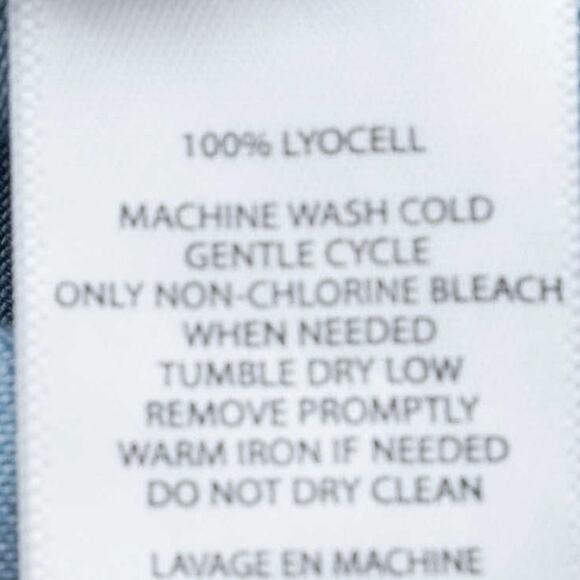 100% LYOCELL
MACHINE WASH COLD
GENTLE CYCLE
ONLY NON-CHLORINE BLEACH
WHEN NEEDED
TUMBLE DRY LOW
REMOVE PROMPTLY
WARM IRON IF NEEDED
DO NOT DRY CLEAN
LAVAGE EN MACHINE